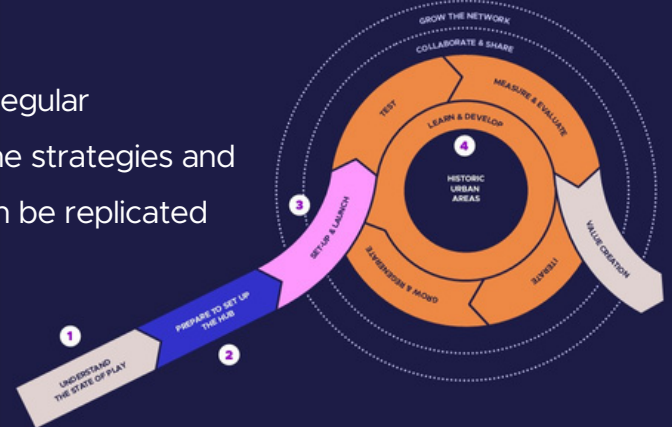 egular
ne strategies and
n be replicated
GROW THE NETWORK
COLLABORATE & SHARE
TEST
MEASURE & EVALUATE
LEARN & DEVELOP
4
HISTORIC
URBAN
AREAS
3
SET-UP & LAUNCH
VALUE CREATION
ITERATE
GROW & REGENERATE
PREPARE TO SET UP
THE HUB
1
2
UNDERSTAND
THE STATE OF PLAY